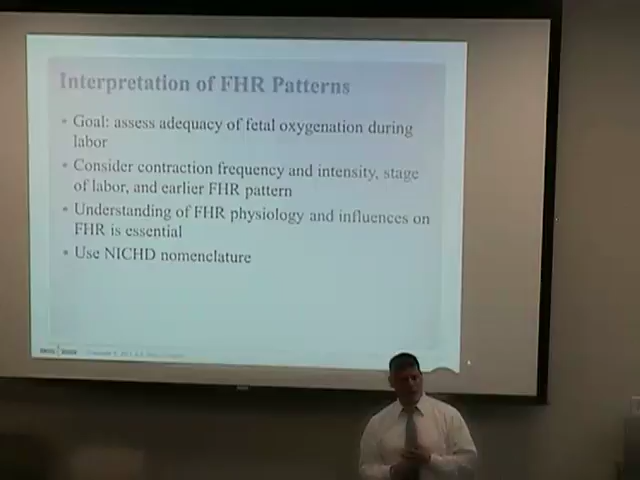 Interpretation of FHR Patterns
• Goal: assess adequacy of fetal oxygenation during
labor
• Consider contraction frequency and intensity, stage
of labor, and earlier FHR pattern
• Understanding of FHR physiology and influences on
FHR is essential
• Use NICHD nomenclature